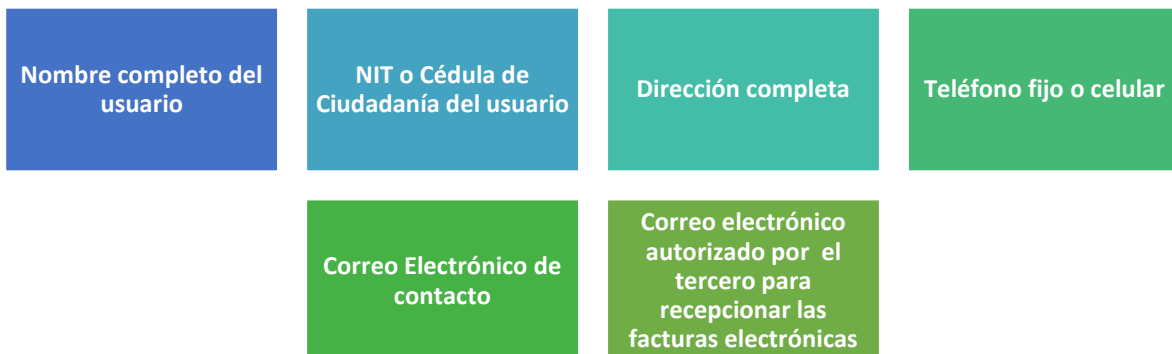 Nombre completo del
usuario
NIT o Cédula de
Ciudadanía del usuario
Dirección completa
Teléfono fijo o celular
Correo Electrónico de
contacto
Correo electrónico
autorizado por el
tercero para
recepcionar las
facturas electrónicas